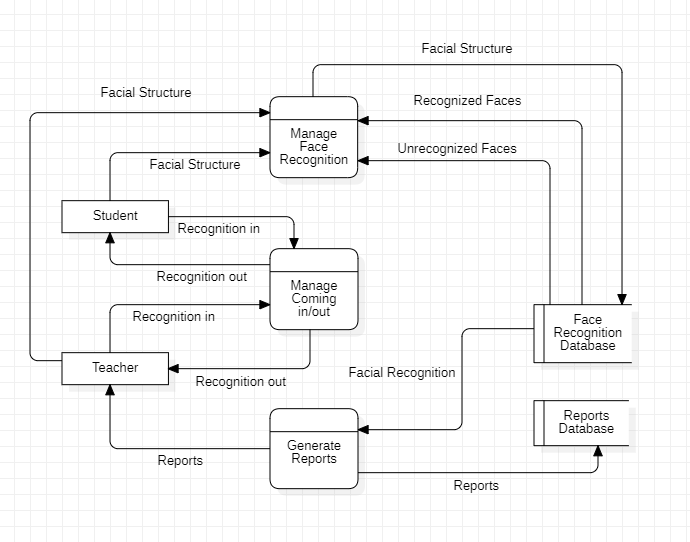 Facial Structure
Facial Structure
Recognized Faces
Manage
Face
Recognition
Unrecognized Faces
Facial Structure
Student
Recognition in
Recognition out
Manage
Coming
in/out
Recognition in
Face
Recognition
Database
Teacher
Recognition out
Facial Recognition
Reports
Database
Generate
Reports
Reports
Reports